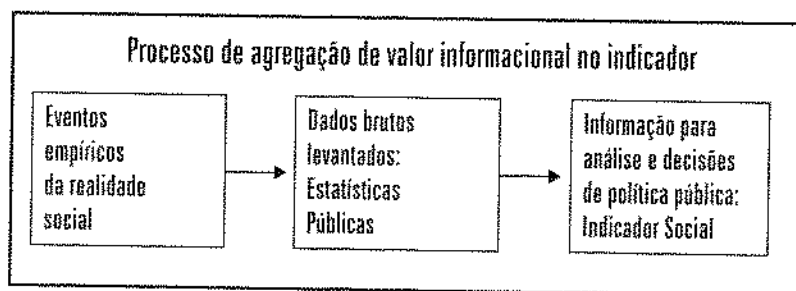 Processo de agregação de valor informacional no indicador
Eventos
empíricos
da realidade
social
Dados brutos
levantados:
Estatísticas
Públicas
Informação para
análise e decisões
de política pública:
Indicador Social